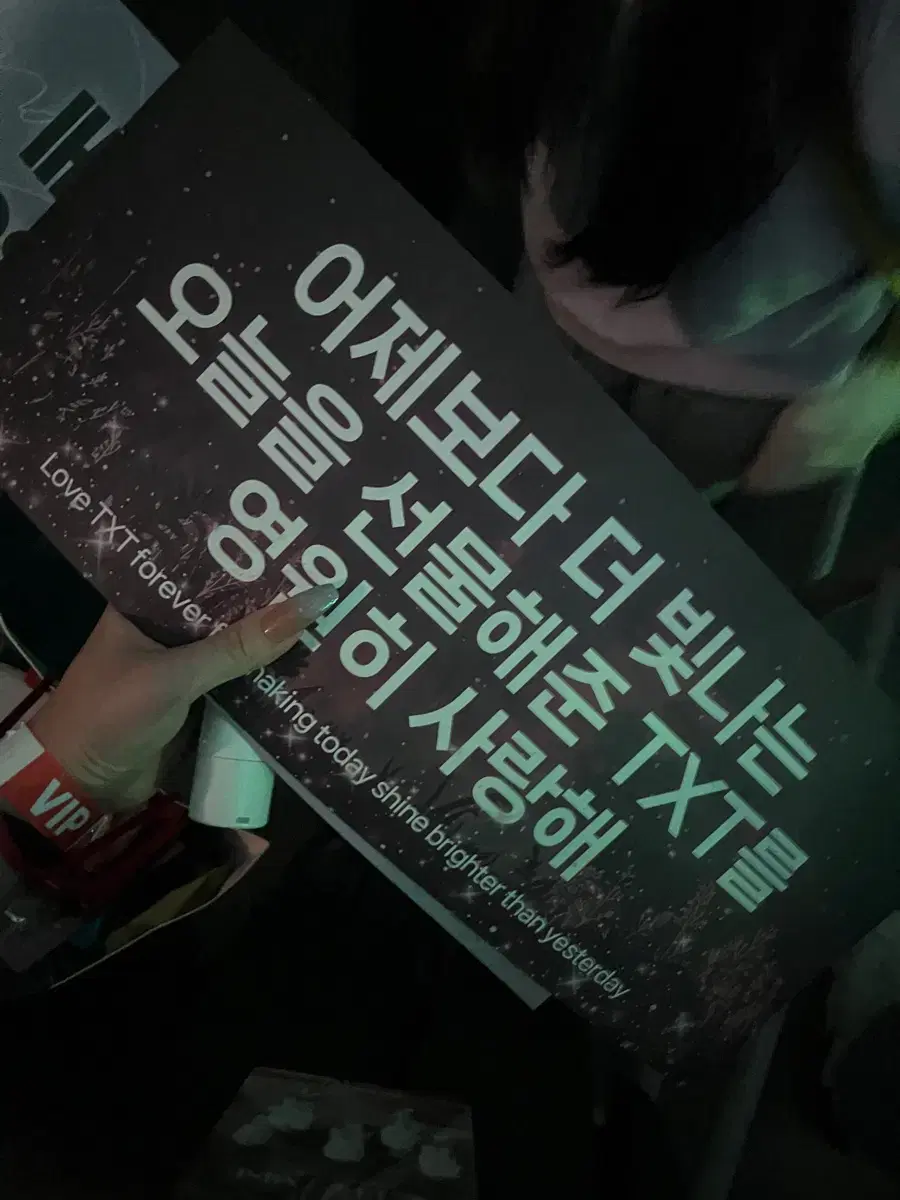 어제보다 더 빛나는
오늘을 선물해준 TXT를
영원히 사랑해
Love TXT forever making today shine brighter than yesterday
VIP